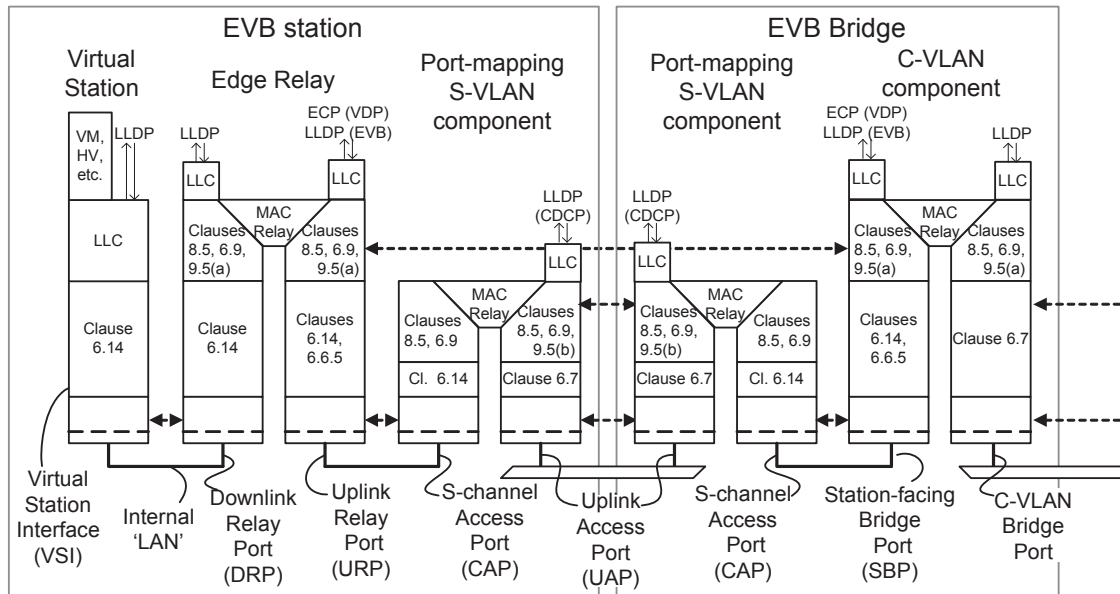 EVB station
EVB Bridge
Virtual
Station
Edge Relay
Port-mapping
S-VLAN
component
Port-mapping
S-VLAN
component
C-VLAN
component
VM,
HV,
etc.
LLDP
LLDP
ECP (VDP)
LLDP (EVB)
LLDP
(CDCP)
LLDP
(CDCP)
ECP (VDP)
LLDP (EVB)
LLDP
LLC
LLC
LLC
LLC
LLC
LLC
LLC
MAC
Relay
MAC
Relay
MAC
Relay
MAC
Relay
Clauses
8.5, 6.9,
9.5(a)
Clauses
8.5, 6.9,
9.5(a)
Clauses
8.5, 6.9
Clauses
8.5, 6.9,
9.5(b)
Clauses
8.5, 6.9,
9.5(b)
Clauses
8.5, 6.9
Clauses
8.5, 6.9,
9.5(a)
Clauses
8.5, 6.9,
9.5(a)
Clause
6.14
Clause
6.14
Clauses
6.14,
6.6.5
Cl. 6.14
Clause 6.7
Clause 6.7
Cl. 6.14
Clauses
6.14,
6.6.5
Clause 6.7
Virtual
Station
Interface
(VSI)
Internal
'LAN'
Downlink
Relay
Port
(DRP)
Uplink
Relay
Port
(URP)
S-channel
Access
Port
(CAP)
Uplink
Access
Port
(UAP)
S-channel
Access
Port
(CAP)
Station-facing
Bridge
Port
(SBP)
C-VLAN
Bridge
Port